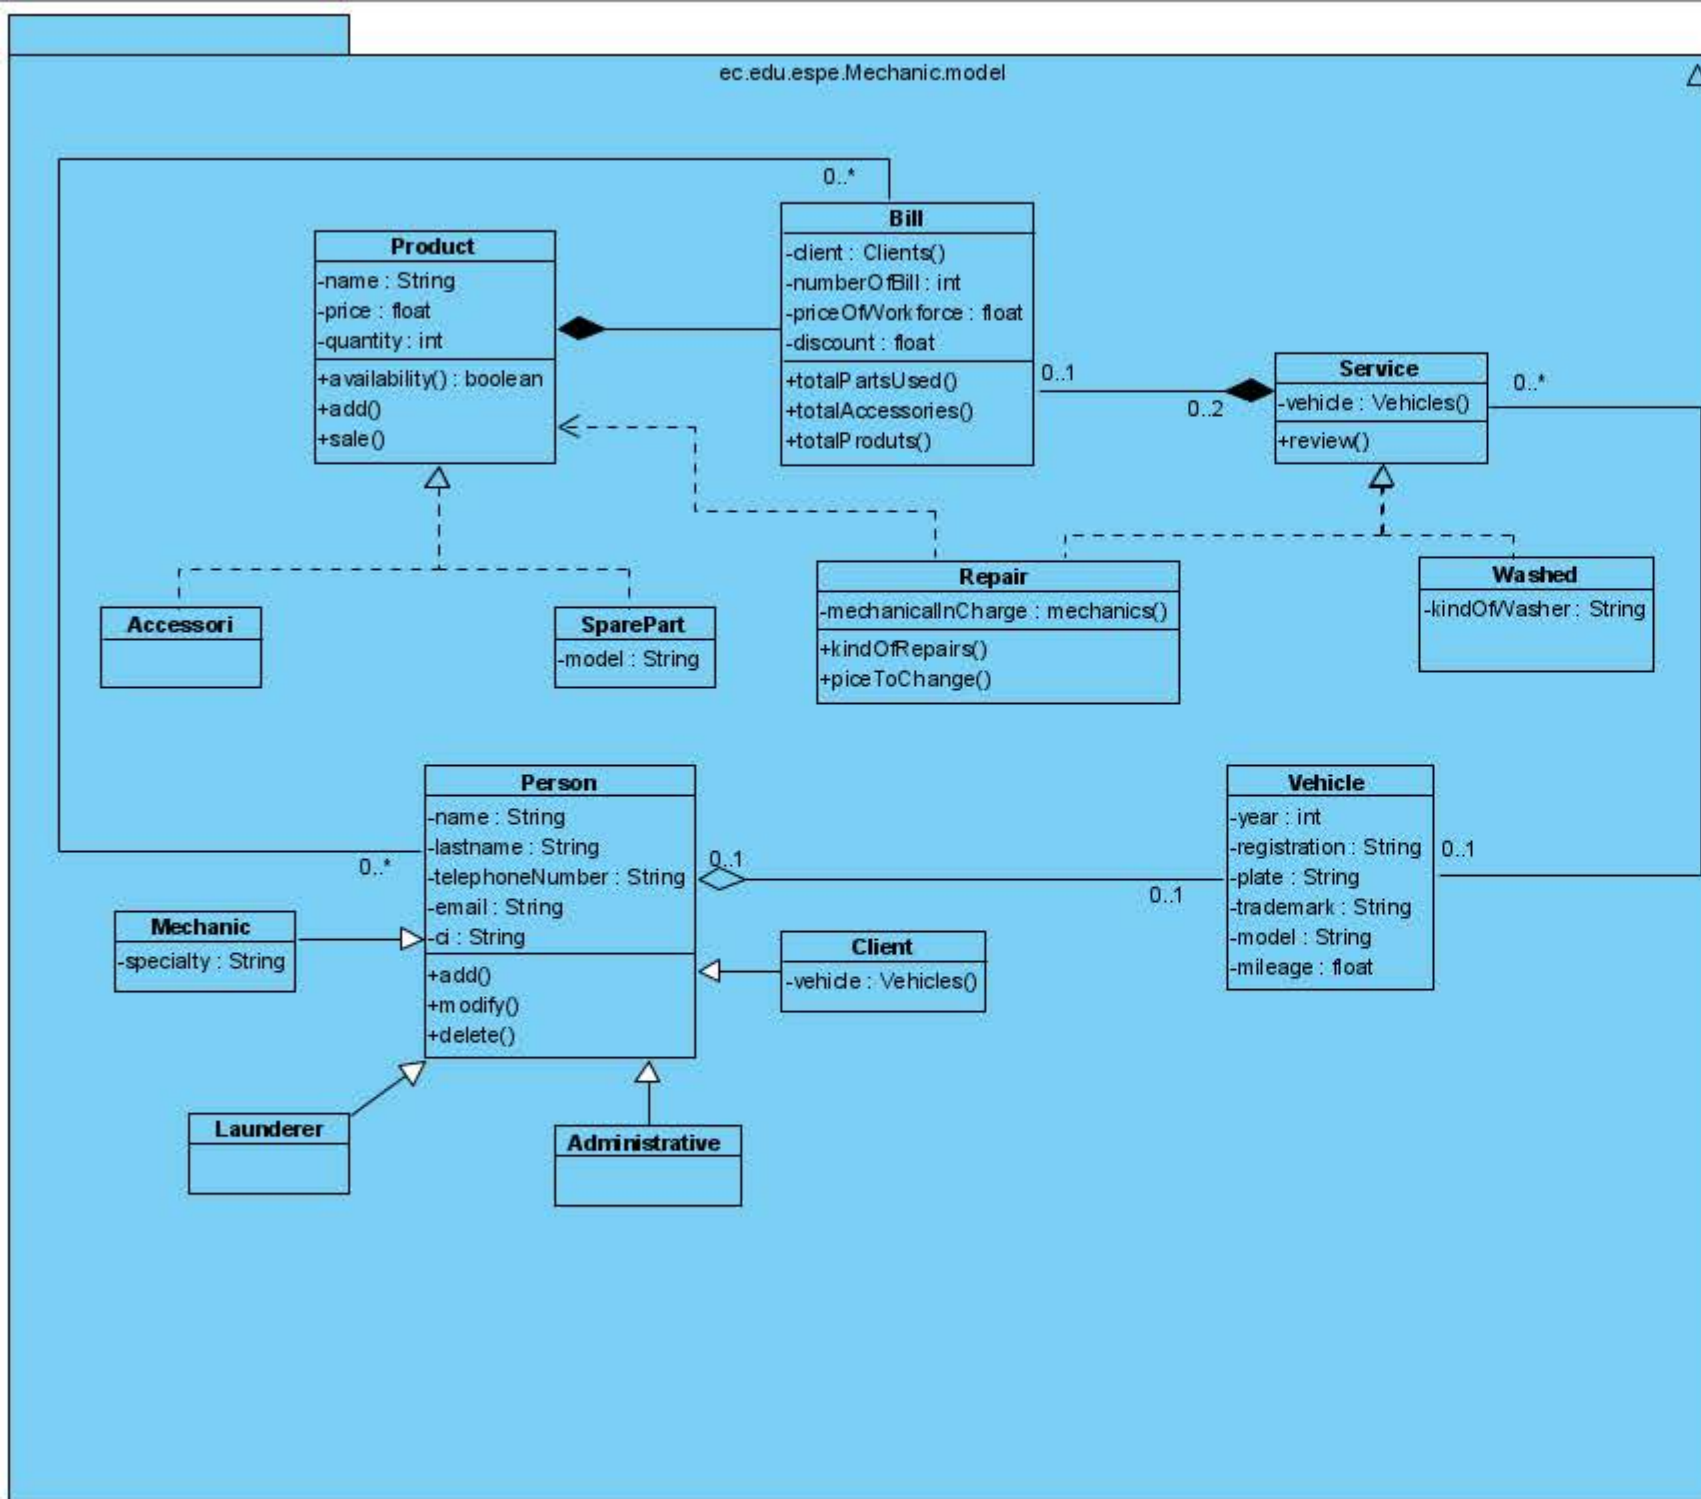 ec.edu.espe.Mechanic.model
0..*
Product
-name : String
-price : float
-quantity : int
+availability() : boolean
+add()
+sale()
Bill
-client : Clients()
-numberOfBill : int
-priceOfWorkforce : float
-discount : float
+totalPartsUsed()
+totalAccessories()
+totalProduts()
0..1
0..2
Service
-vehicle : Vehicles()
+review()
0..*
Accessori
SparePart
-model : String
Repair
-mechanicalInCharge : mechanics()
+kindOfRepairs()
+piceToChange()
Washed
-kindOfWasher : String
Person
-name : String
-lastname : String
-telephoneNumber : String
-email : String
-ci : String
+add()
+modify()
+delete()
0..*
0..1
0..1
Vehicle
-year : int
-registration : String
-plate : String
-trademark : String
-model : String
-mileage : float
0..1
Mechanic
-specialty : String
Client
-vehicle : Vehicles()
Launderer
Administrative